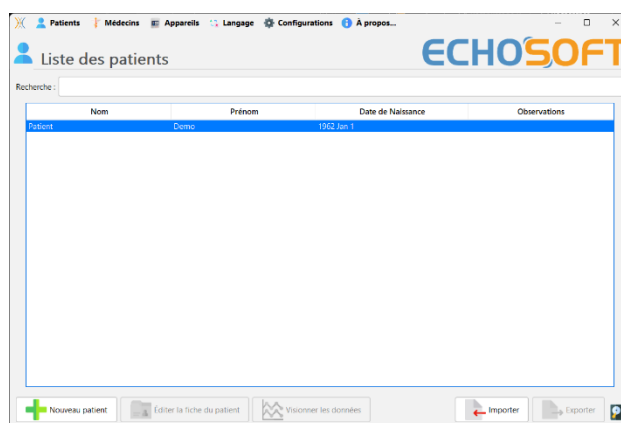 Patients Médecins Appareils Langage Configurations À propos...
Liste des patients
ECHOSOFT
Recherche :
Nom Prénom Date de Naissance Observations
Patient Demo 1962 Jan 1
Nouveau patient Éditer la fiche du patient Visionner les données Importer Exporter